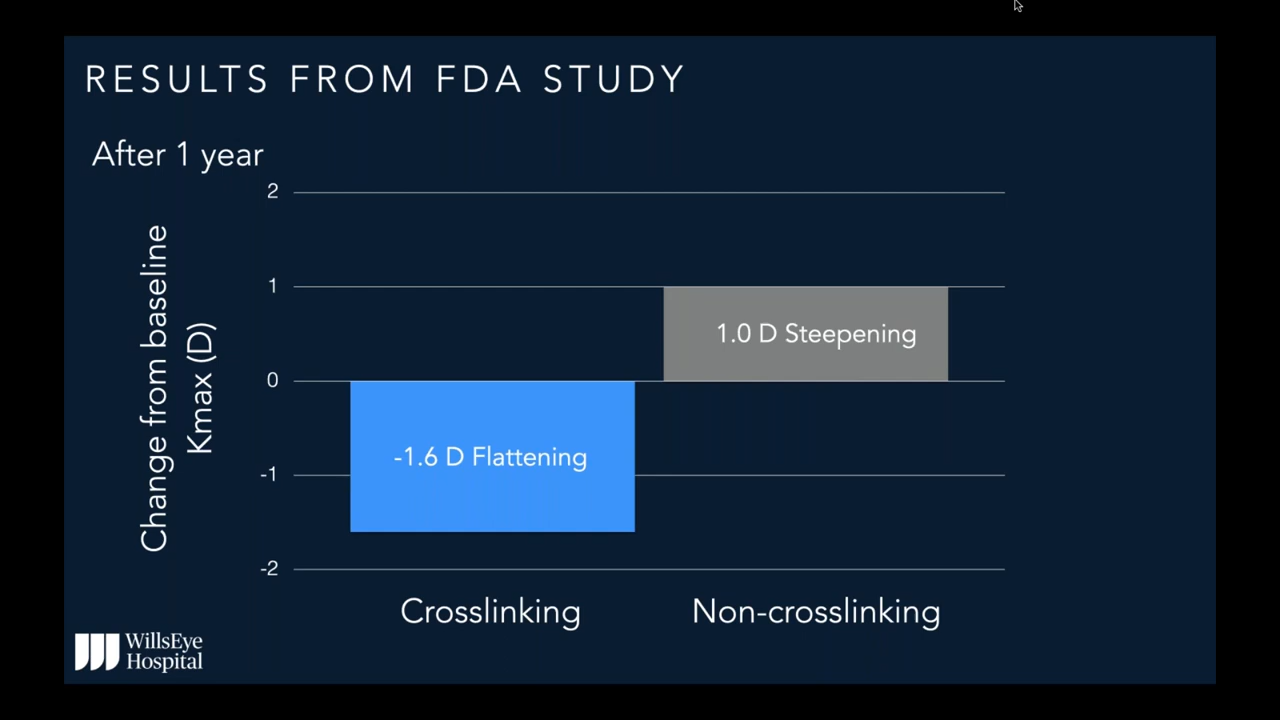 RESULTS FROM FDA STUDY
After 1 year
Change from baseline
Kmax (D)
2
1
0
-1
-2
1.0 D Steepening
-1.6 D Flattening
Crosslinking
Non-crosslinking
WillsEye
Hospital